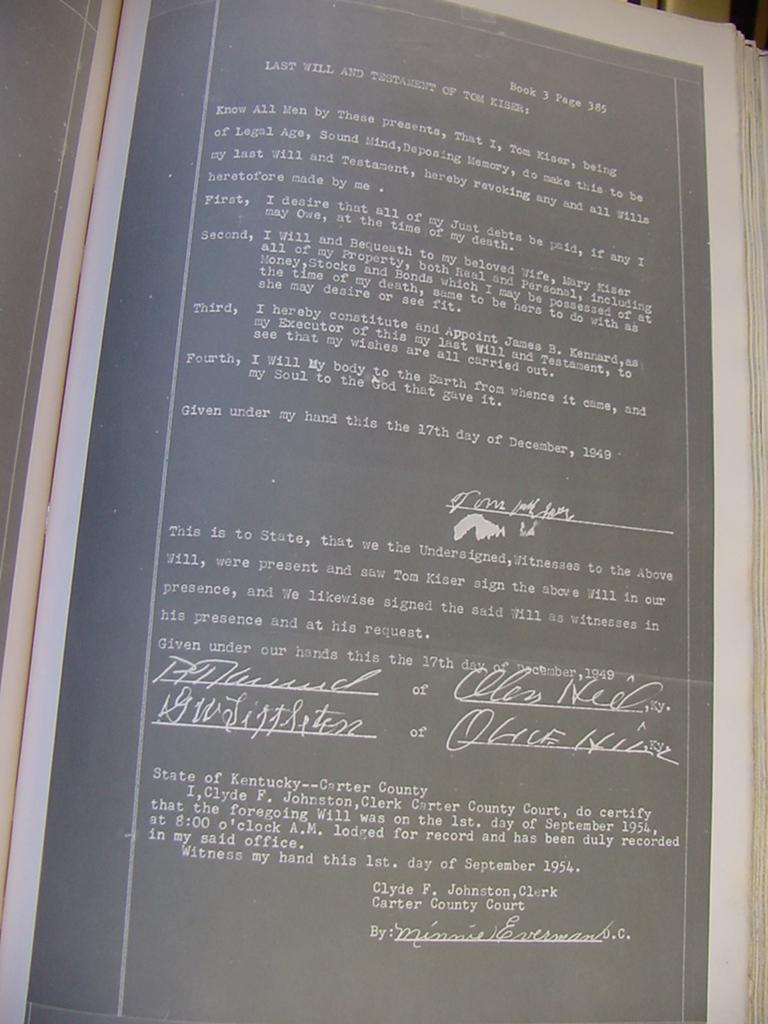 Book 3 Page 385
LAST WILL AND TESTAMENT OF TOM KISER:
Know All Men by These presents, That I, Tom Kiser, being
of Legal Age, Sound Mind,Deposing Memory, do make this to be
my last Will and Testament, hereby revoking any and all Wills
heretofore made by me .
First, I desire that all of my Just debts be paid, if any I
may Owe, at the time of my death.
Second, I Will and Bequeath to my beloved Wife, Mary Kiser
all of my Property, both Real and Personal, including
Money,Stocks and Bonds which I may be possessed of at
the time of my death, same to be hers to do with as
she may desire or see fit.
Third, I hereby constitute and Appoint James B. Kennard,as
my Executor of this my last Will and Testament, to
see that my wishes are all carried out.
Fourth, I Will My body to the Earth from whence it came, and
my Soul to the God that gave it.
Given under my hand this the 17th day of December, 1949
Tom
This is to State, that we the Undersigned,Witnesses to the Above
Will, were present and saw Tom Kiser sign the above Will in our
presence, and We likewise signed the said Will as witnesses in
his presence and at his request.
Given under our hands this the 17th day of December,1949
of Olive Hill,Ky.
of Olive Hill,Ky.
State of Kentucky--Carter County
I,Clyde F. Johnston,Clerk Carter County Court, do certify
that the foregoing Will was on the 1st. day of September 1954,
at 8:00 o'clock A.M. lodged for record and has been duly recorded
in my said office.
Witness my hand this 1st. day of September 1954.
Clyde F. Johnston,Clerk
Carter County Court
By: Minnie Everman D.C.